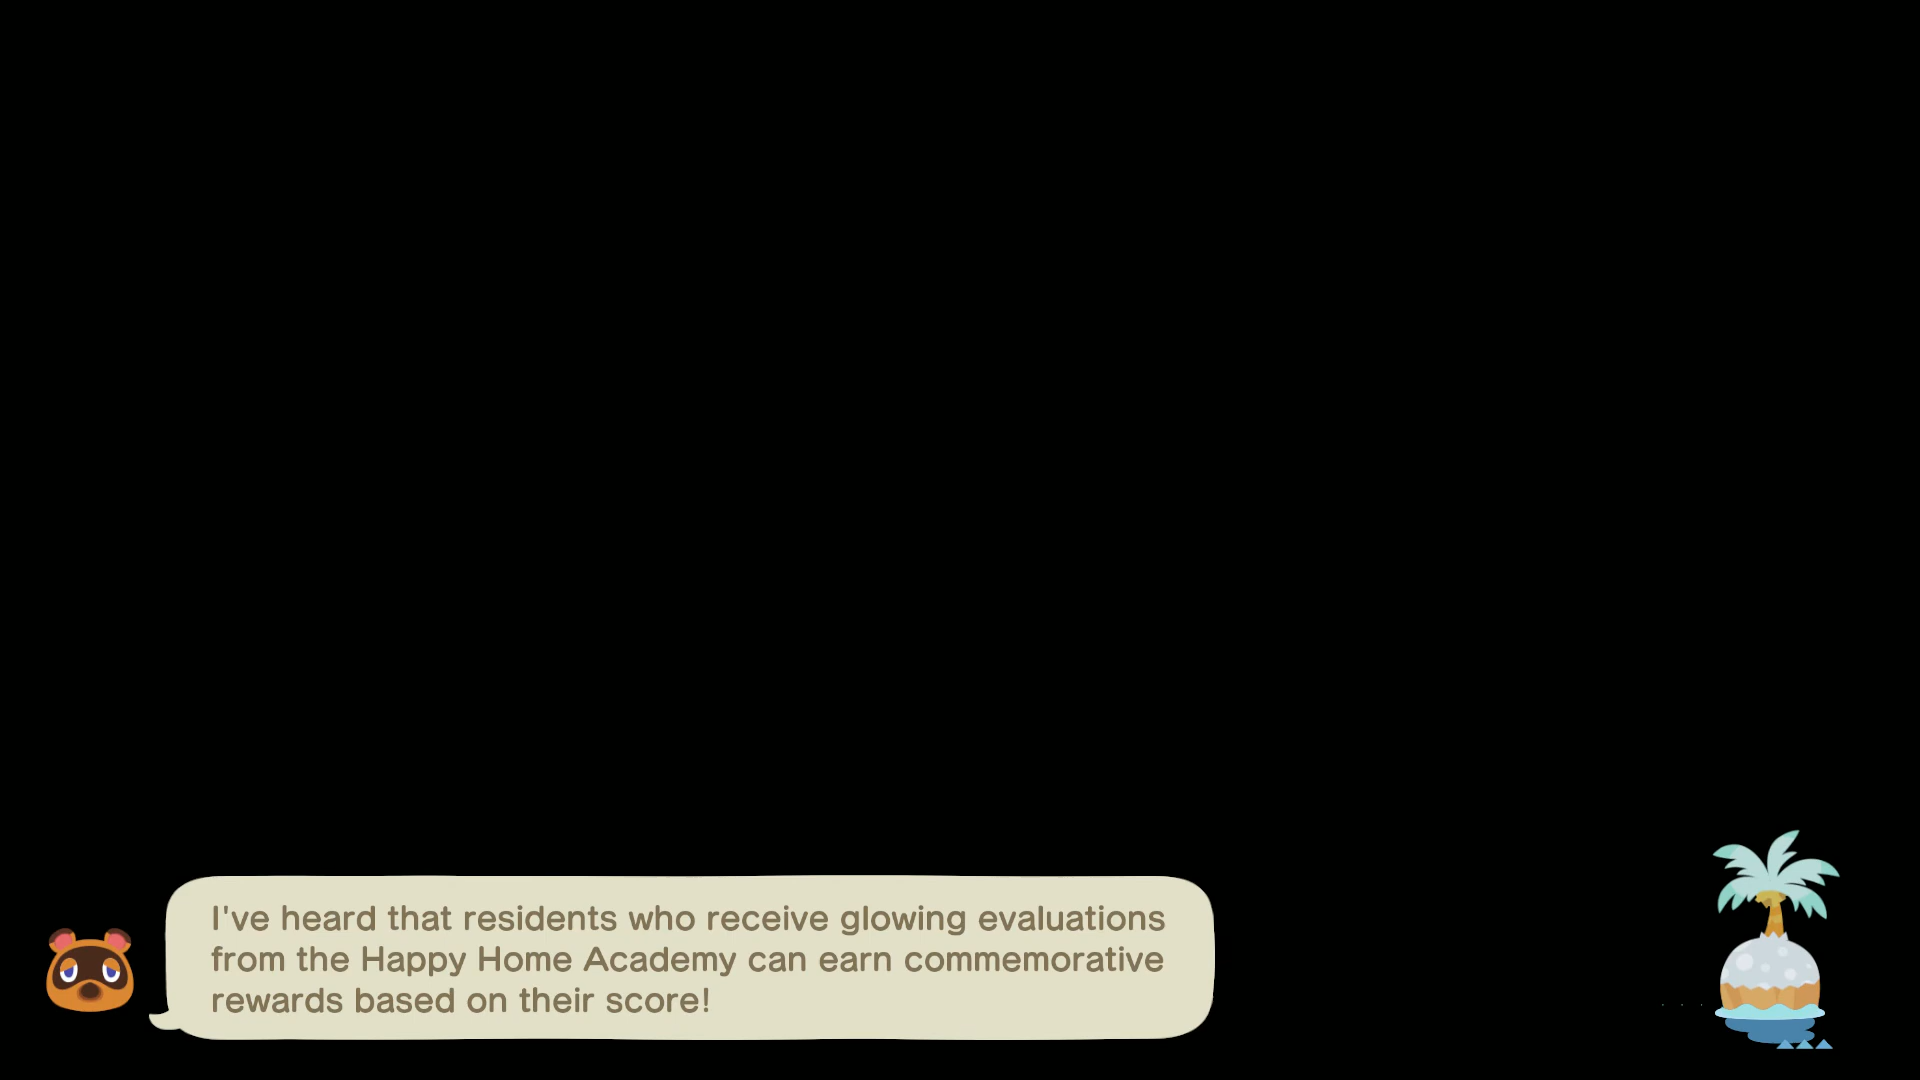 I've heard that residents who receive glowing evaluations
from the Happy Home Academy can earn commemorative
rewards based on their score!